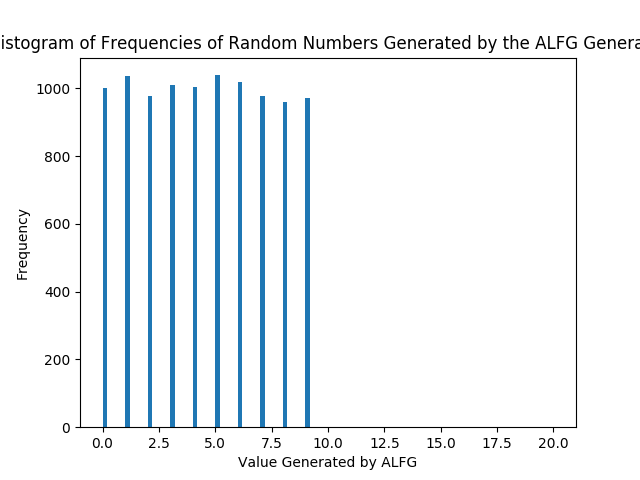 istogram of Frequencies of Random Numbers Generated by the ALFG Genera
1000
800
600
400
200
0
Frequency
0.0 2.5 5.0 7.5 10.0 12.5 15.0 17.5 20.0
Value Generated by ALFG